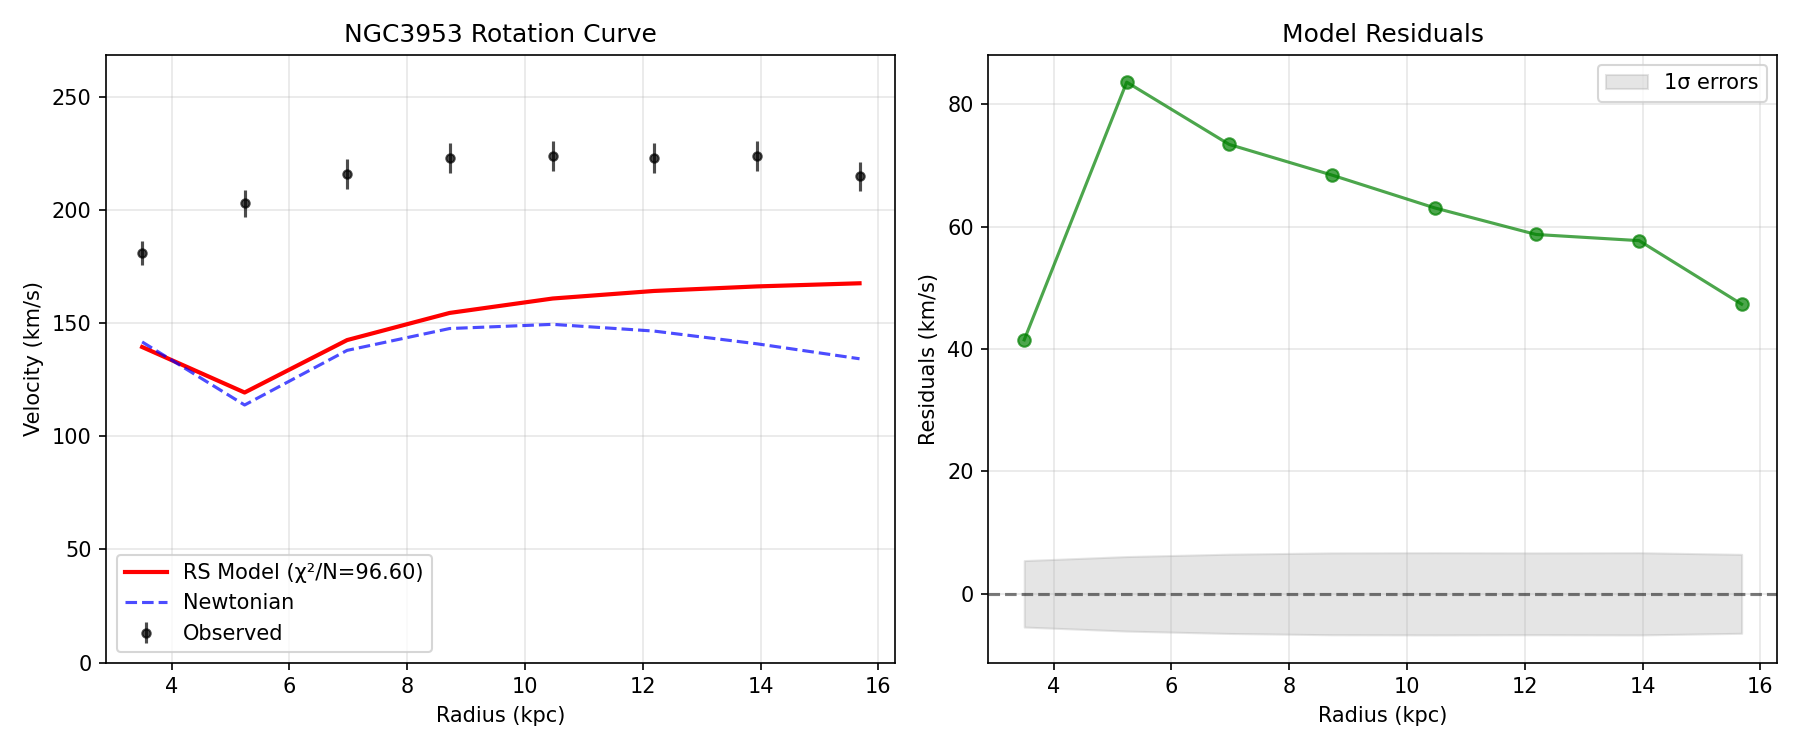 NGC3953 Rotation Curve
Velocity (km/s)
250
200
150
100
50
0
RS Model (χ²/N=96.60)
Newtonian
Observed
4 6 8 10 12 14 16
Radius (kpc)
Model Residuals
Residuals (km/s)
80
60
40
20
0
1σ errors
4 6 8 10 12 14 16
Radius (kpc)